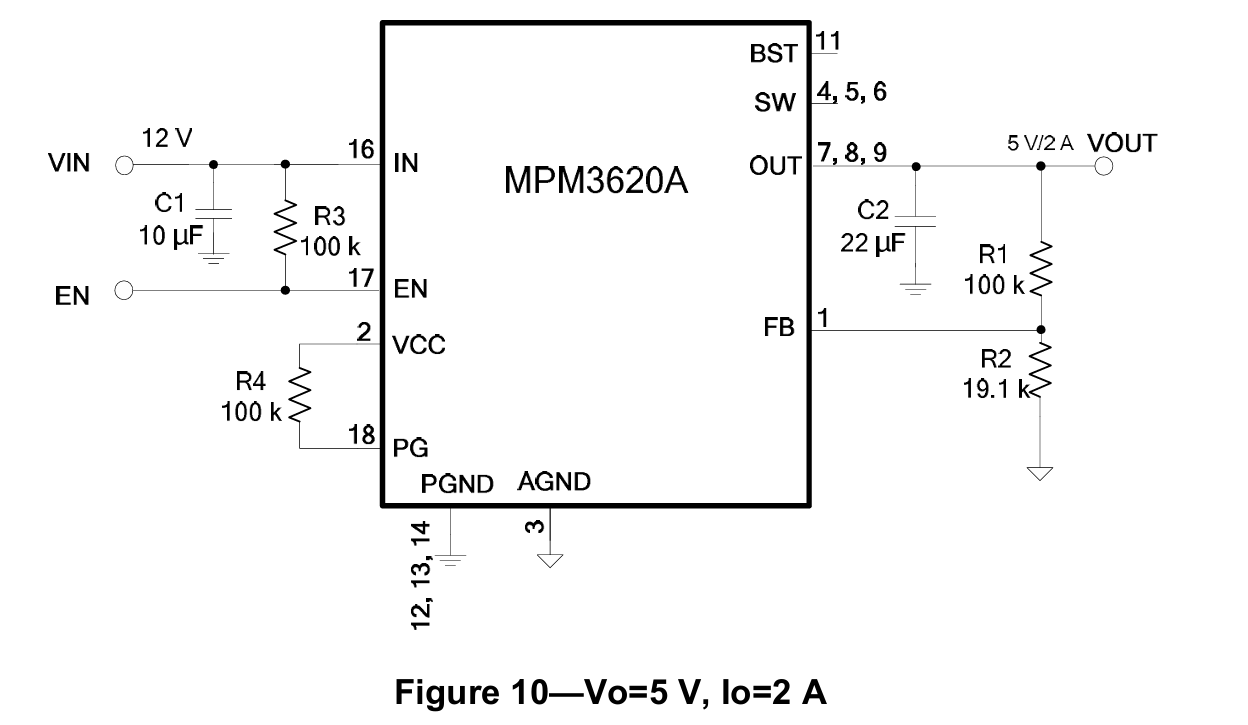 BST
11
SW
4, 5, 6
12 V
VIN
16
IN
MPM3620A
OUT
7, 8, 9
5 V/2 A
VOUT
C1
10 µF
R3
100 k
C2
22 µF
R1
100 k
EN
17
EN
FB
1
2
VCC
R4
100 k
R2
19.1 k
18
PG
PGND
AGND
12, 13, 14
3
Figure 10—Vo=5 V, Io=2 A